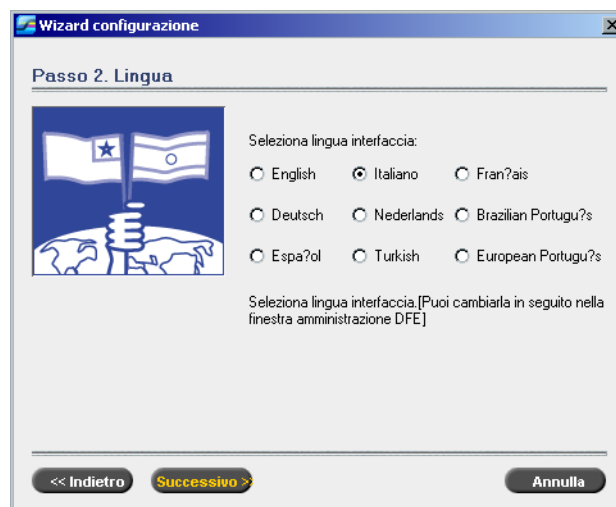 Wizard configurazione
Passo 2. Lingua
Seleziona lingua interfaccia:
English Italiano Fran?ais
Deutsch Nederlands Brazilian Portugu?s
Espa?ol Turkish European Portugu?s
Seleziona lingua interfaccia.[Puoi cambiarla in seguito nella
finestra amministrazione DFE]
<< Indietro Successivo >> Annulla